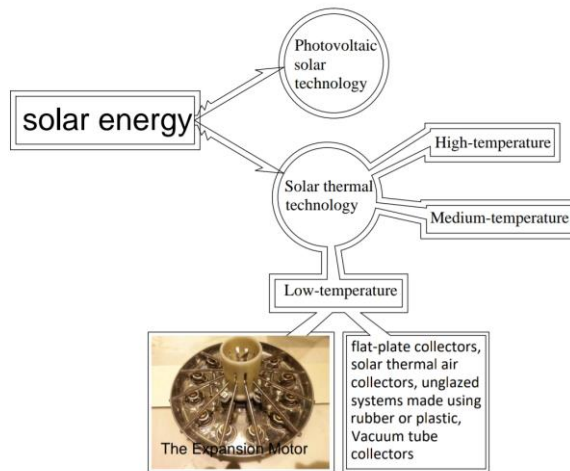 Photovoltaic
solar
technology
solar energy
High-temperature
Solar thermal
technology
Medium-temperature
Low-temperature
The Expansion Motor
flat-plate collectors,
solar thermal air
collectors, unglazed
systems made using
rubber or plastic,
Vacuum tube
collectors